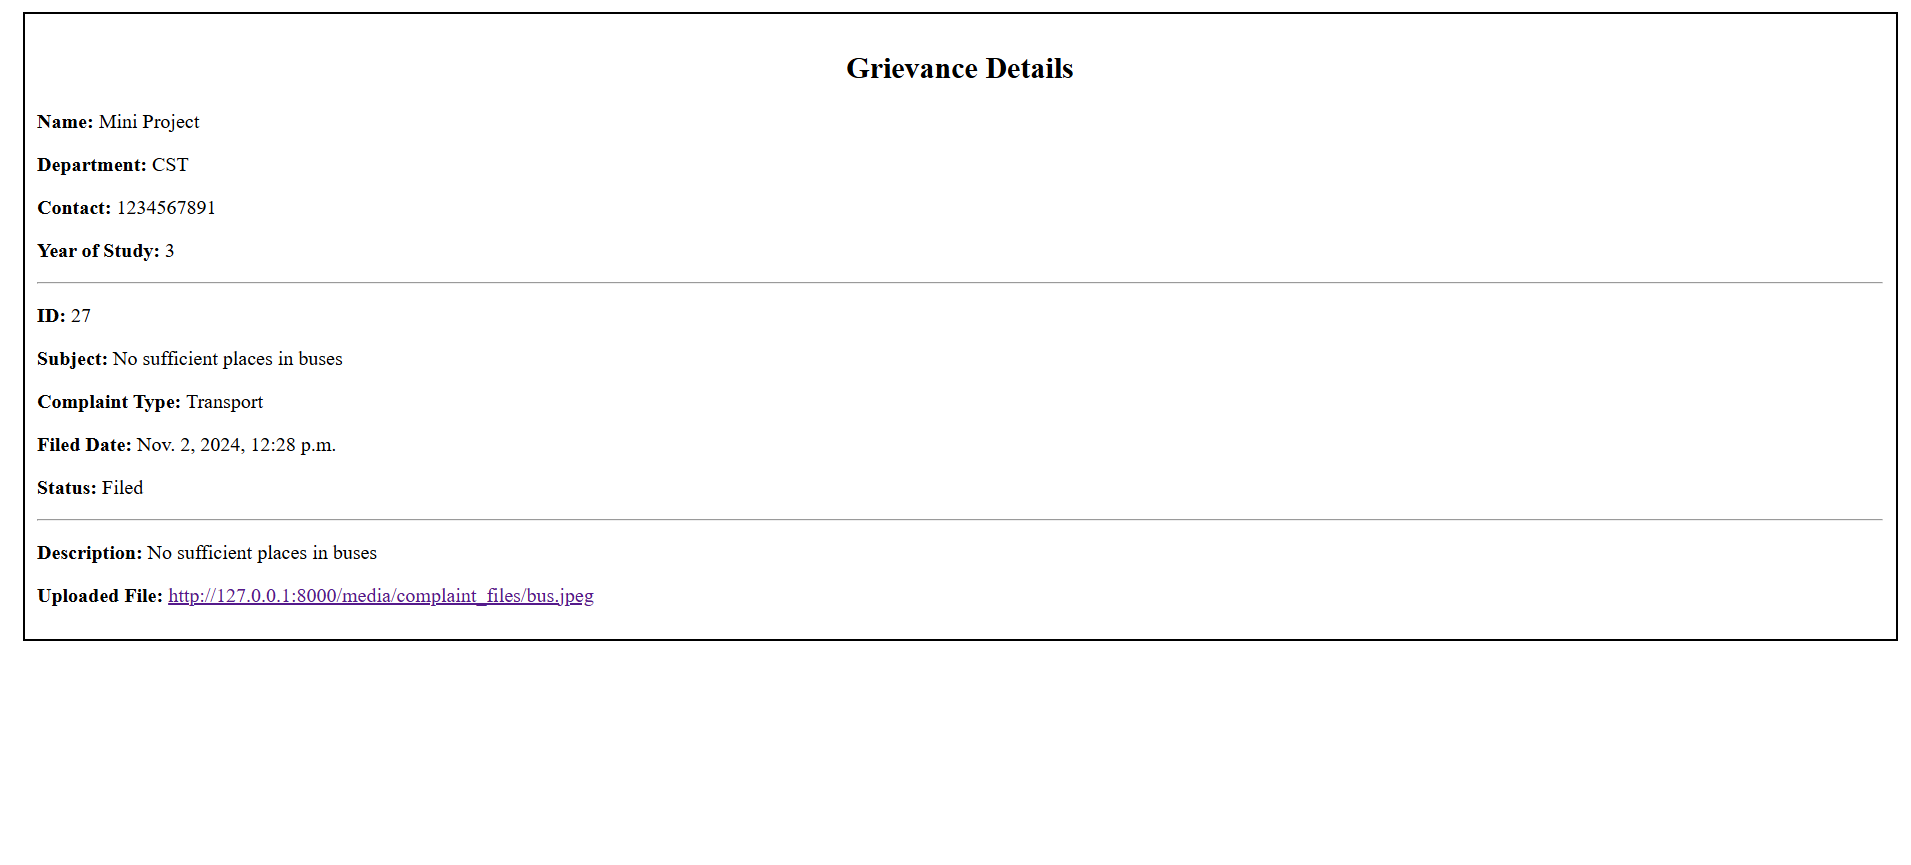 Grievance Details
Name: Mini Project
Department: CST
Contact: 1234567891
Year of Study: 3
ID: 27
Subject: No sufficient places in buses
Complaint Type: Transport
Filed Date: Nov. 2, 2024, 12:28 p.m.
Status: Filed
Description: No sufficient places in buses
Uploaded File: http://127.0.0.1:8000/media/complaint_files/bus.jpeg